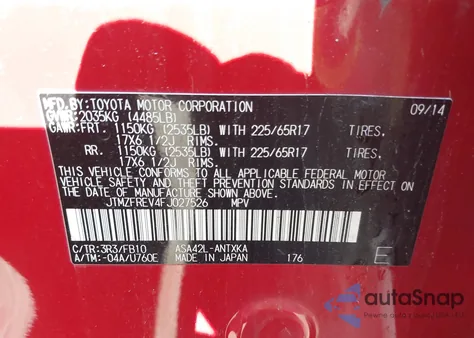 MFD.BY:TOYOTA MOTOR CORPORATION 09/14
GVWR:2035KG (4485LB)
GAWR:FRT. 1150KG (2535LB) WITH 225/65R17 TIRES.
17X6 1/2J RIMS.
RR. 1150KG (2535LB) WITH 225/65R17 TIRES.
17X6 1/2J RIMS.
THIS VEHICLE CONFORMS TO ALL APPLICABLE FEDERAL MOTOR
VEHICLE SAFETY, BUMPER, AND THEFT PREVENTION STANDARDS IN EFFECT ON
THE DATE OF MANUFACTURE SHOWN ABOVE.
JTMZFREV4FJ027526 MPV
C/TR:3R3/FB10 ASA42L-ANTXKA
A/TM:-04A/U760E MADE IN JAPAN 176 E
autoSnap